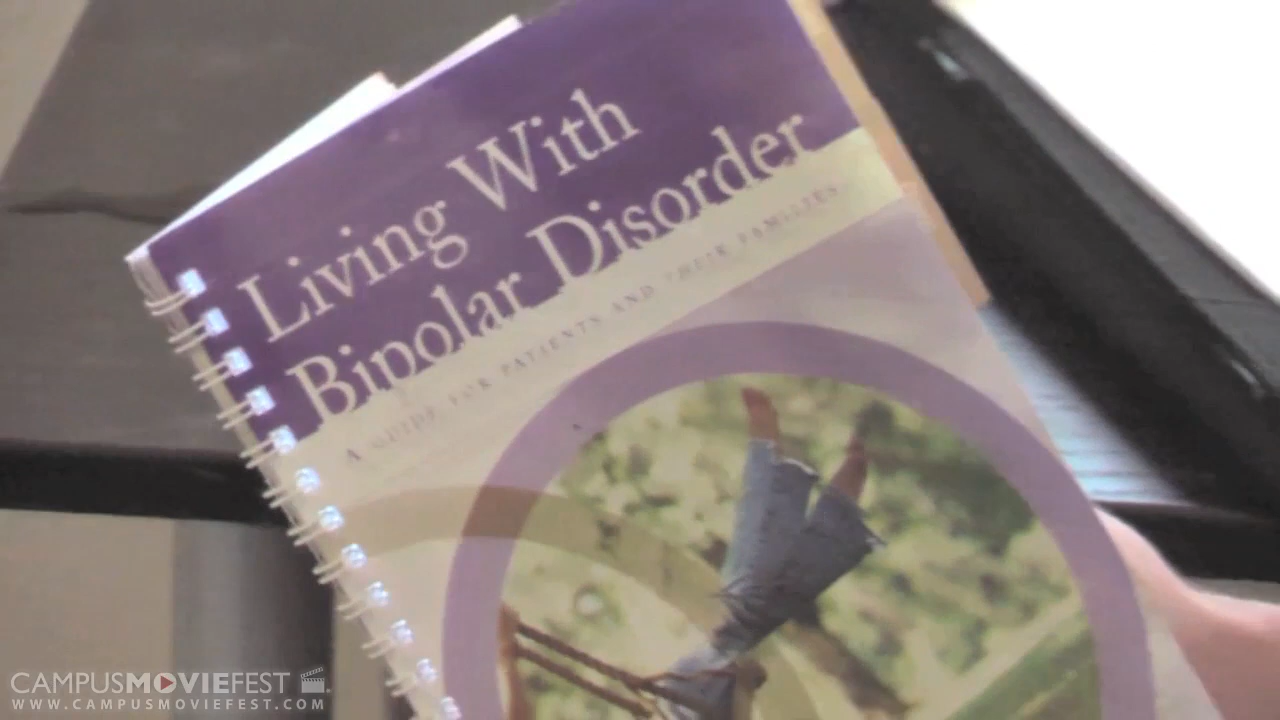 Living With
Bipolar Disorder
A GUIDE FOR PATIENTS AND THEIR FAMILIES
CAMPUSMOVIEFEST
WWW.CAMPUSMOVIEFEST.COM